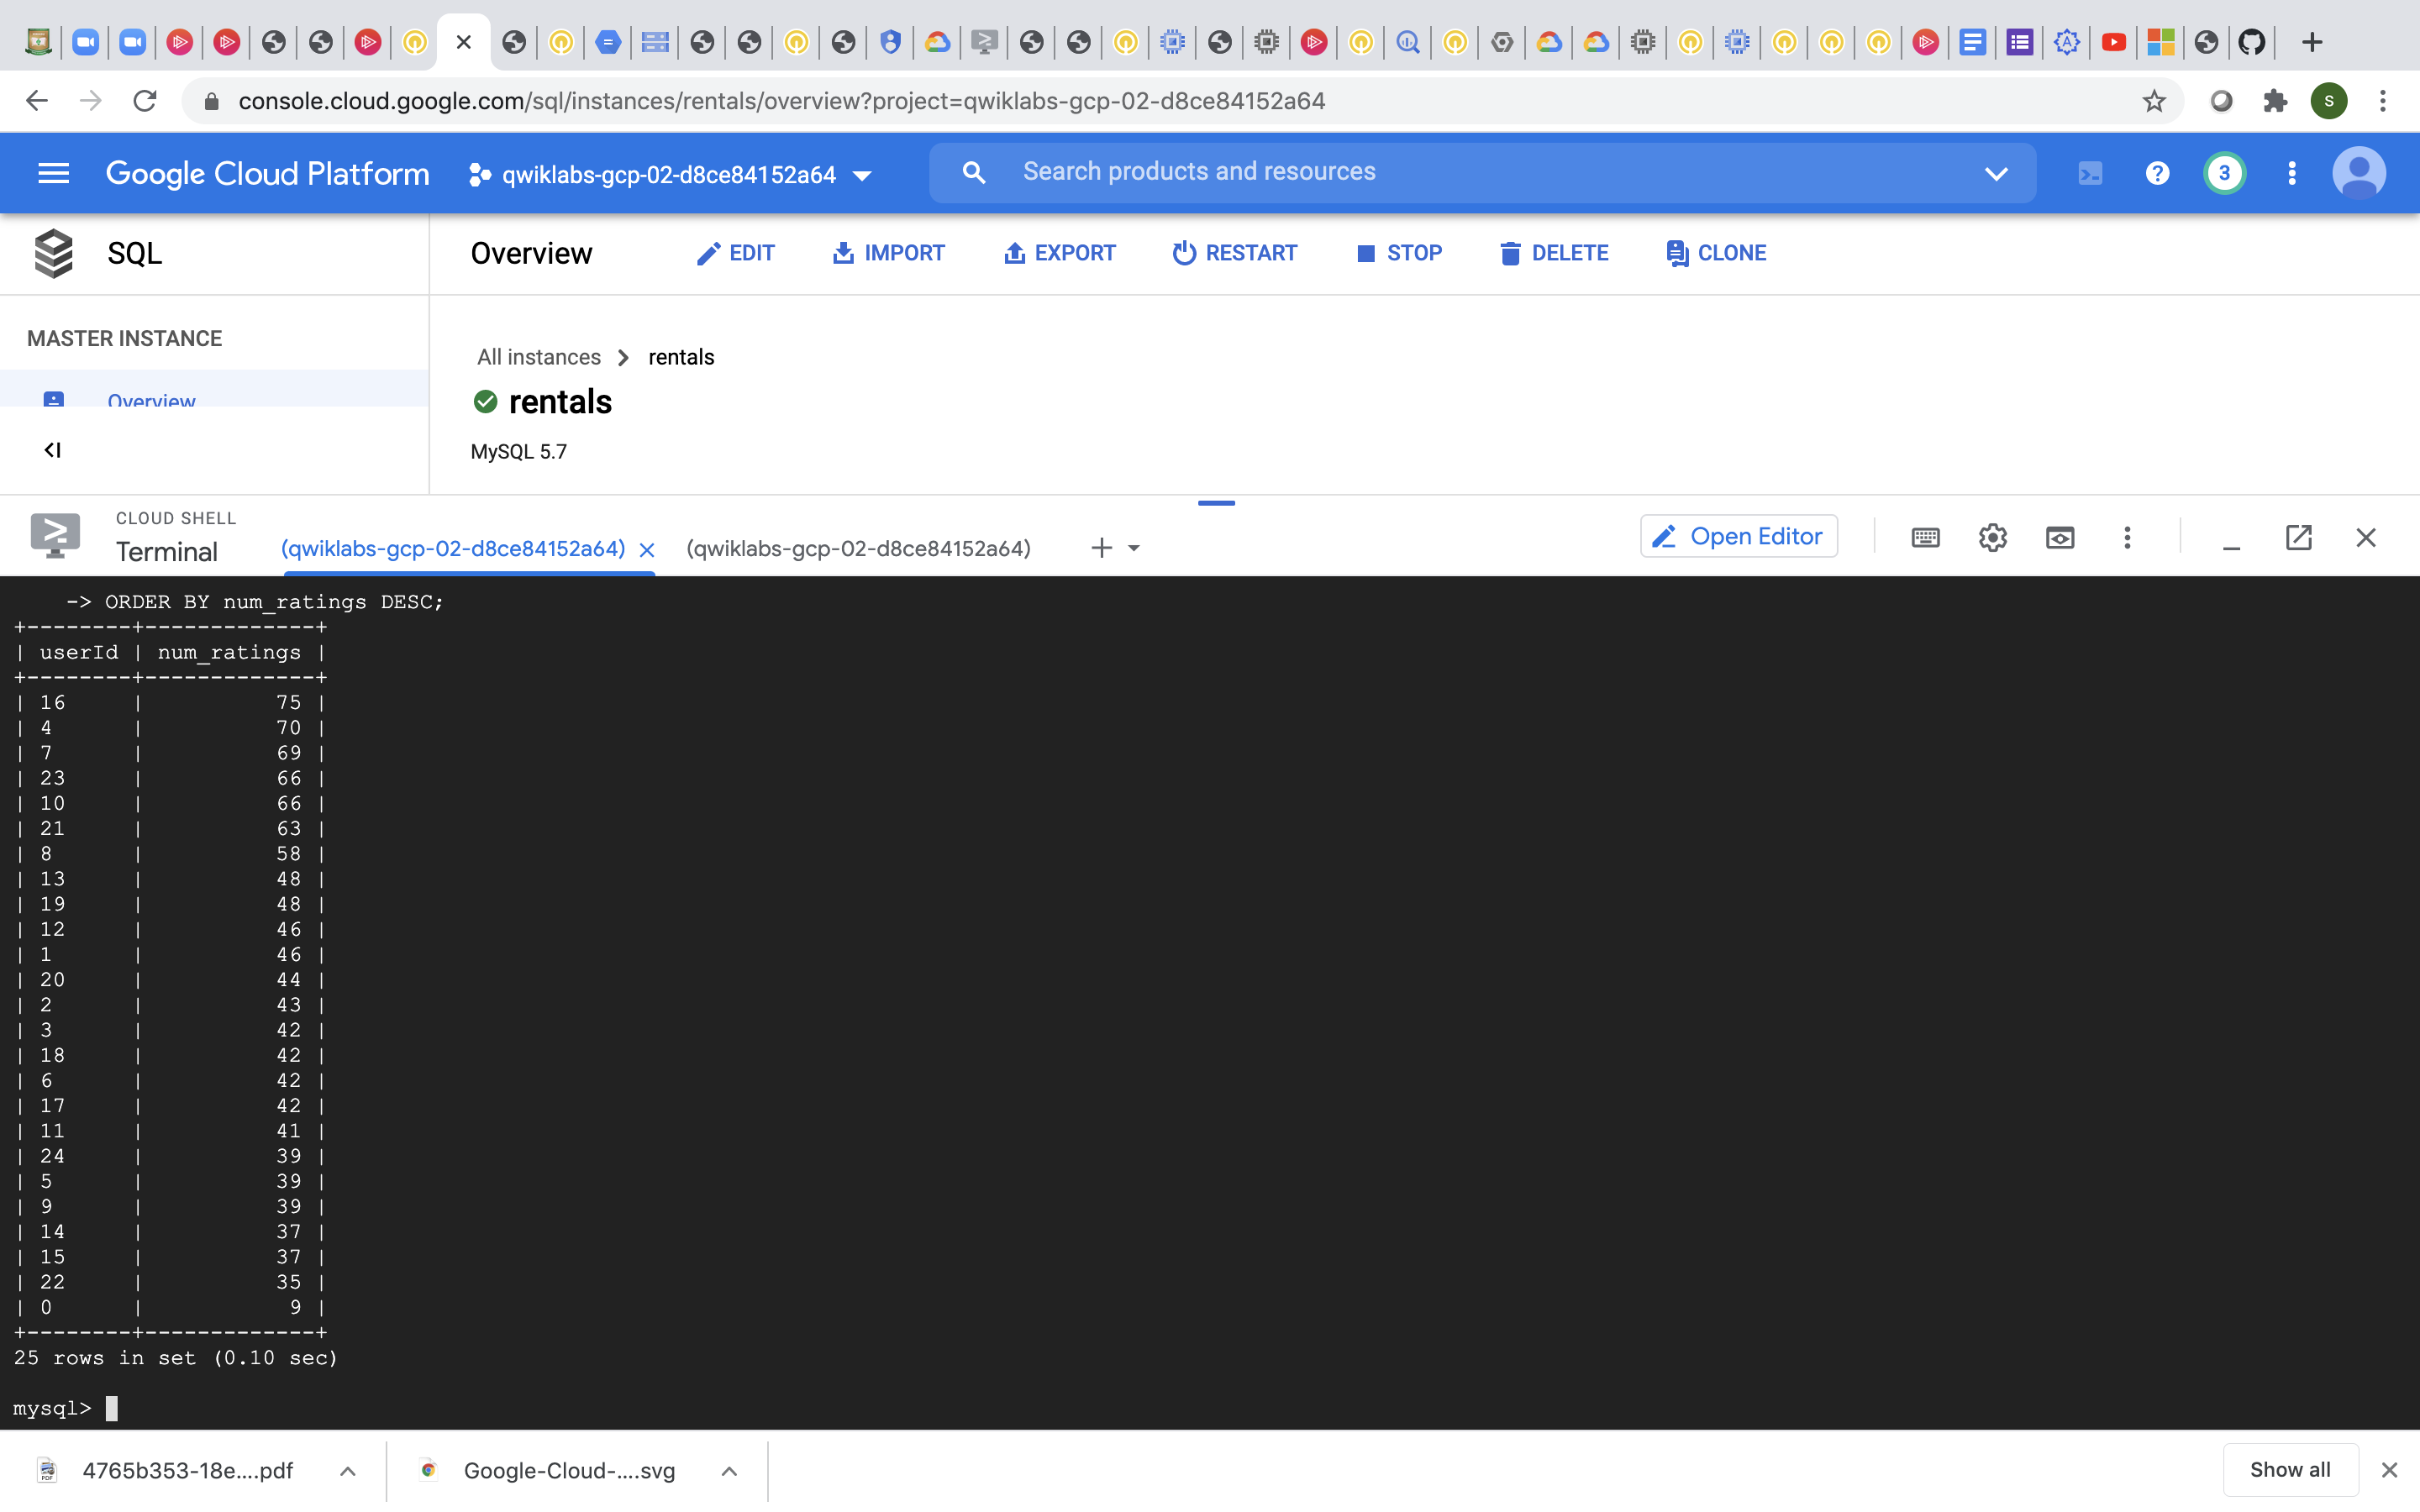 console.cloud.google.com/sql/instances/rentals/overview?project=qwiklabs-gcp-02-d8ce84152a64
S
Google Cloud Platform
qwiklabs-gcp-02-d8ce84152a64
Search products and resources
3
SQL
Overview
EDIT
IMPORT
EXPORT
RESTART
STOP
DELETE
CLONE
MASTER INSTANCE
Overview
All instances
rentals
rentals
MySQL 5.7
CLOUD SHELL
Terminal
(qwiklabs-gcp-02-d8ce84152a64)
(qwiklabs-gcp-02-d8ce84152a64)
Open Editor
-> ORDER BY num_ratings DESC;
+--------+-------------+
| userId | num_ratings |
+--------+-------------+
| 16     |          75 |
| 4      |          70 |
| 7      |          69 |
| 23     |          66 |
| 10     |          66 |
| 21     |          63 |
| 8      |          58 |
| 13     |          48 |
| 19     |          48 |
| 12     |          46 |
| 1      |          46 |
| 20     |          44 |
| 2      |          43 |
| 3      |          42 |
| 18     |          42 |
| 6      |          42 |
| 17     |          42 |
| 11     |          41 |
| 24     |          39 |
| 5      |          39 |
| 9      |          39 |
| 14     |          37 |
| 15     |          37 |
| 22     |          35 |
| 0      |           9 |
+--------+-------------+
25 rows in set (0.10 sec)
mysql>
4765b353-18e....pdf
Google-Cloud-....svg
Show all